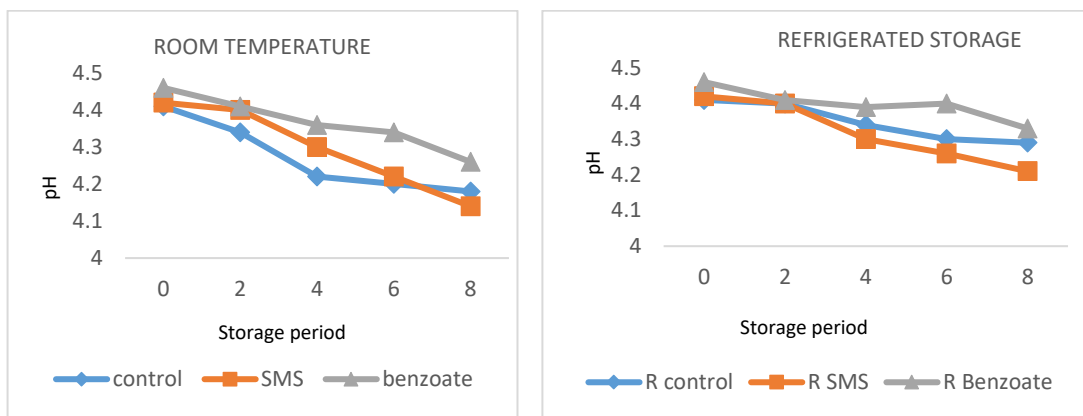 ROOM TEMPERATURE
4.5
4.4
4.3
4.2
4.1
4
pH
0 2 4 6 8
Storage period
control SMS benzoate
REFRIGERATED STORAGE
4.5
4.4
4.3
4.2
4.1
4
pH
0 2 4 6 8
Storage period
R control R SMS R Benzoate